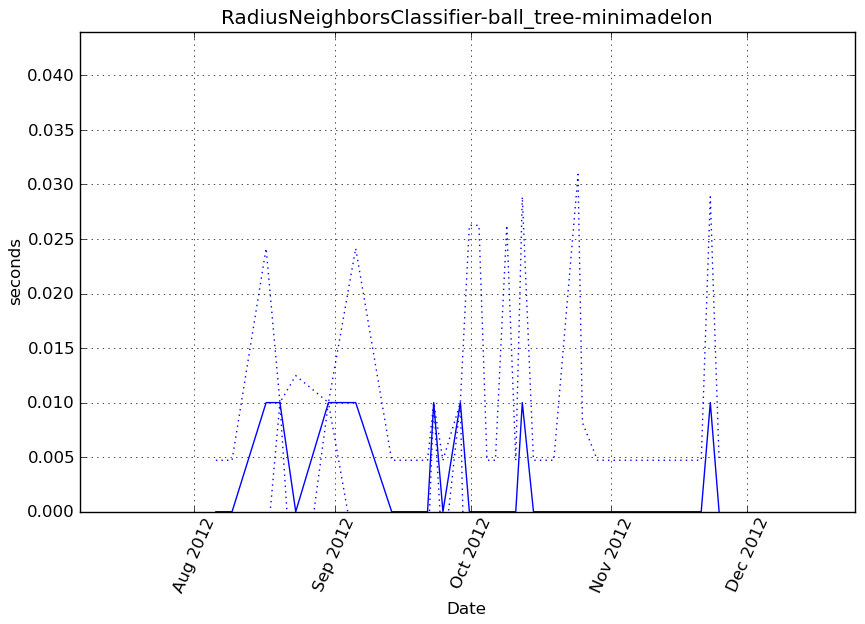 RadiusNeighborsClassifier-ball_tree-minimadelon
0.040
0.035
0.030
0.025
0.020
0.015
0.010
0.005
0.000
seconds
Aug 2012
Sep 2012
Oct 2012
Nov 2012
Dec 2012
Date